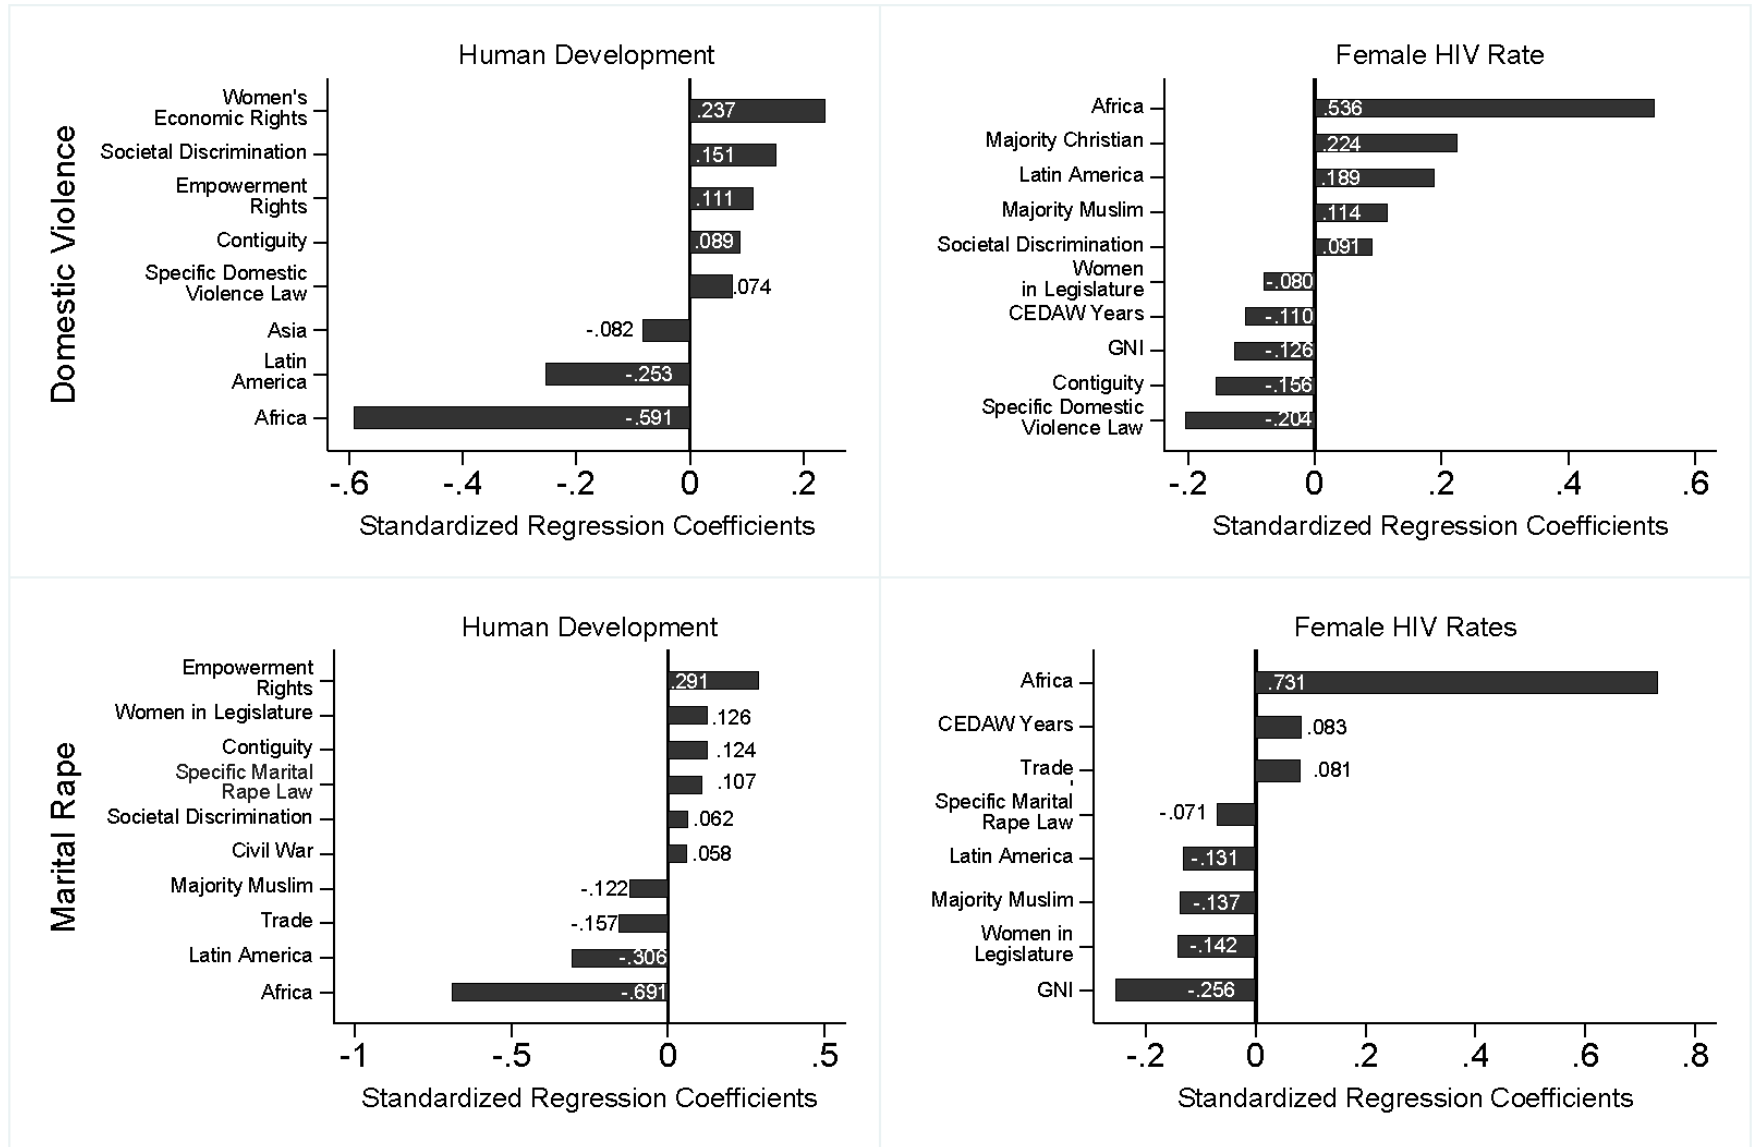 Domestic Violence
Human Development
Women's
Economic Rights
.237
Societal Discrimination
.151
Empowerment
Rights
.111
Contiguity
.089
Specific Domestic
Violence Law
.074
Asia
-.082
Latin
America
-.253
Africa
-.591
-.6 -.4 -.2 0 .2
Standardized Regression Coefficients
Female HIV Rate
Africa
.536
Majority Christian
.224
Latin America
.189
Majority Muslim
.114
Societal Discrimination
.091
Women
in Legislature
-.080
CEDAW Years
-.110
GNI
-.126
Contiguity
-.156
Specific Domestic
Violence Law
-.204
-.2 0 .2 .4 .6
Standardized Regression Coefficients
Marital Rape
Human Development
Empowerment
Rights
.291
Women in Legislature
.126
Contiguity
.124
Specific Marital
Rape Law
.107
Societal Discrimination
.062
Civil War
.058
Majority Muslim
-.122
Trade
-.157
Latin America
-.306
Africa
-.691
-1 -.5 0 .5
Standardized Regression Coefficients
Female HIV Rates
Africa
.731
CEDAW Years
.083
Trade
.081
Specific Marital
Rape Law
-.071
Latin America
-.131
Majority Muslim
-.137
Women in
Legislature
-.142
GNI
-.256
-.2 0 .2 .4 .6 .8
Standardized Regression Coefficients